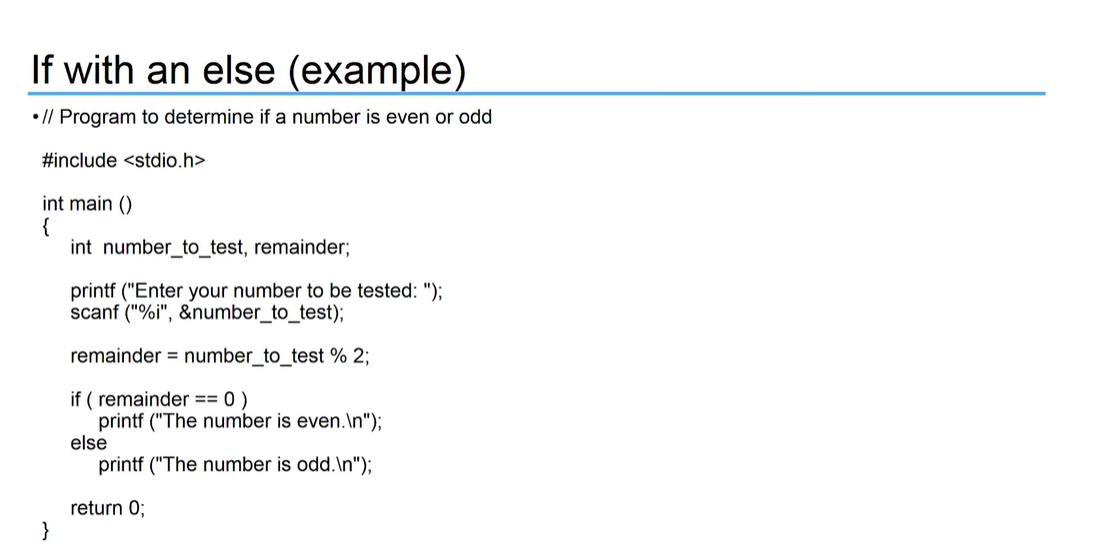 If with an else (example)
•// Program to determine if a number is even or odd
#include <stdio.h>
int main ()
{
int  number_to_test, remainder;
printf ("Enter your number to be tested: ");
scanf ("%i", &number_to_test);
remainder = number_to_test % 2;
if ( remainder == 0 )
printf ("The number is even.\n");
else
printf ("The number is odd.\n");
return 0;
}